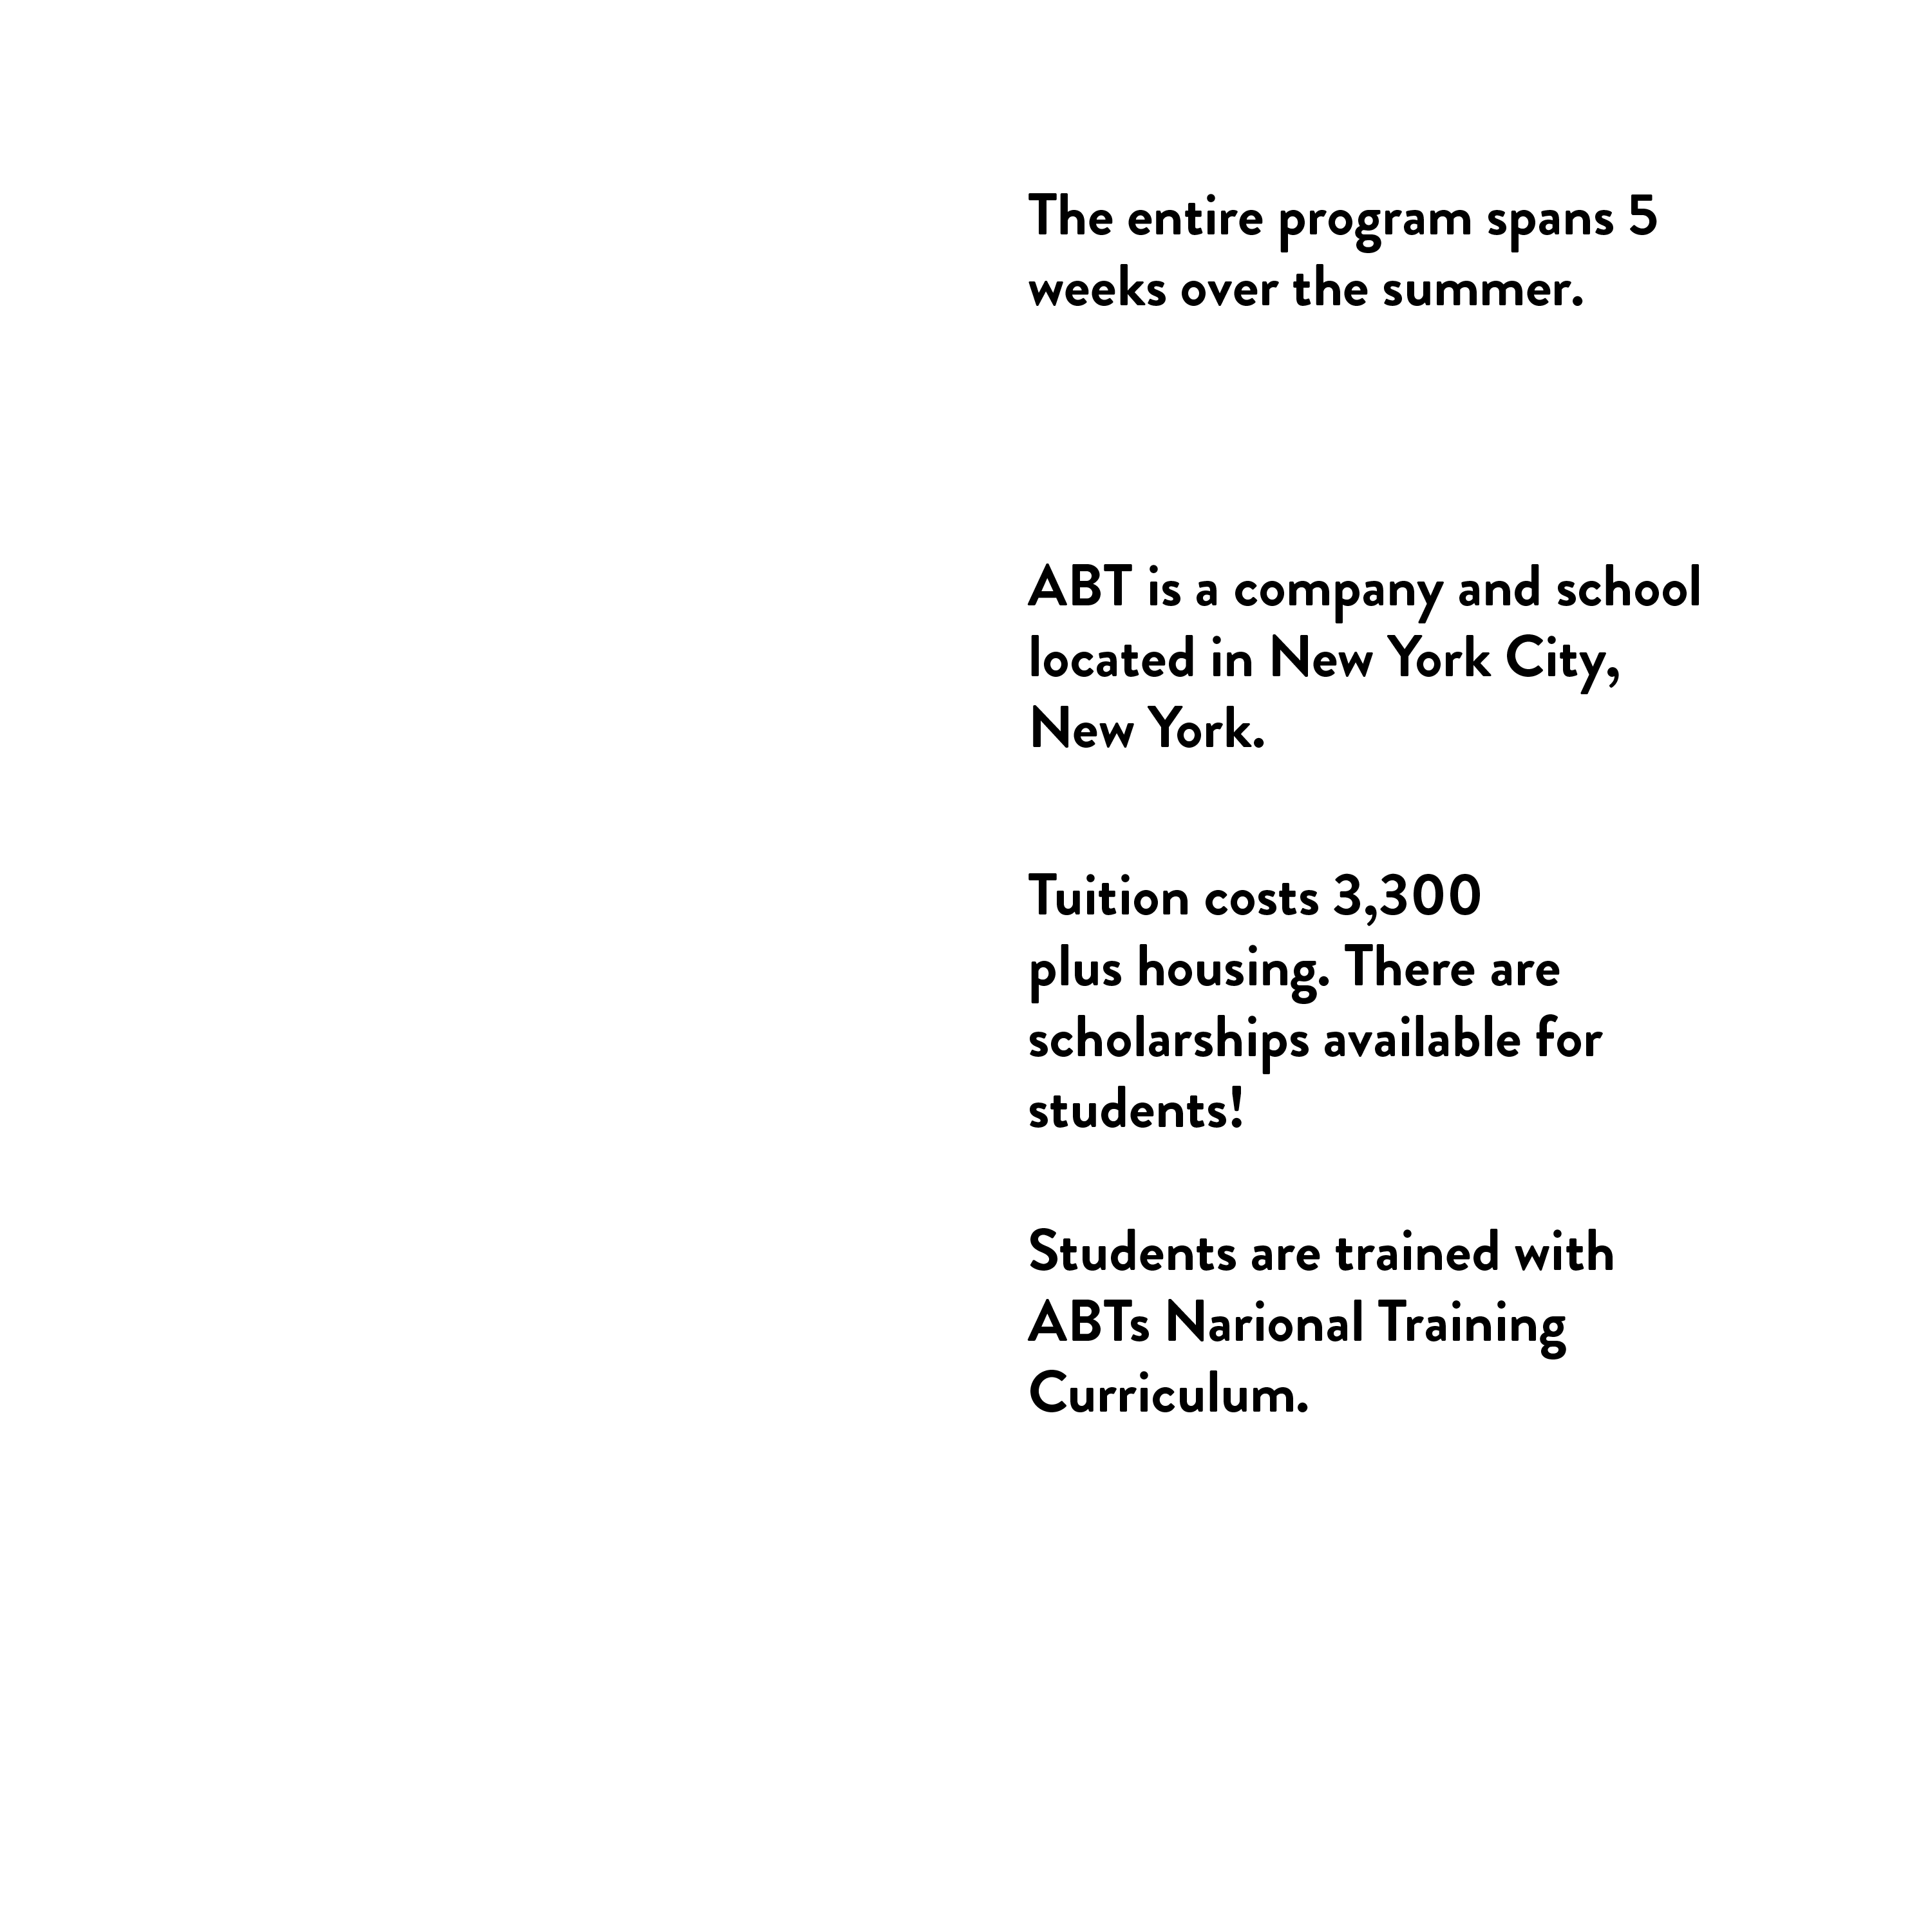 The entire program spans 5
weeks over the summer.
ABT is a company and school
located in New York City,
New York.
Tuition costs 3,300
plus housing. There are
scholarships available for
students!
Students are trained with
ABTs Narional Training
Curriculum.